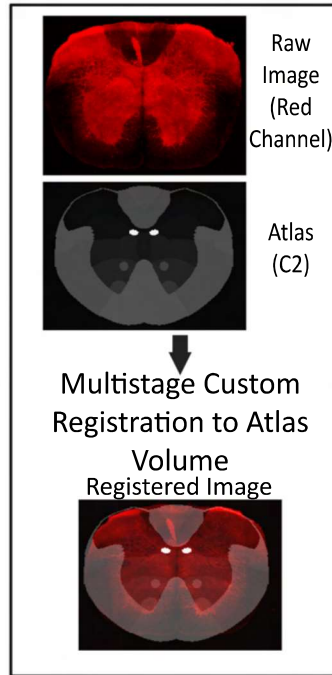 Raw
Image
(Red
Channel)
Atlas
(C2)
Multistage Custom
Registration to Atlas
Volume
Registered Image